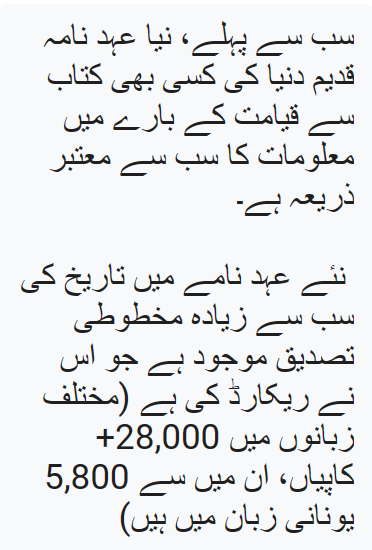 سب سے پہلے، نیا عہد نامہ
قدیم دنیا کی کسی بھی کتاب
سے قیامت کے بارے میں
معلومات کا سب سے معتبر
ذریعہ ہے۔
نئے عہد نامے میں تاریخ کی
سب سے زیادہ مخطوطی
تصدیق موجود ہے جو اس
نے ریکارڈ کی ہے (مختلف
زبانوں میں 28,000+
کاپیاں، ان میں سے 5,800
یونانی زبان میں ہیں)